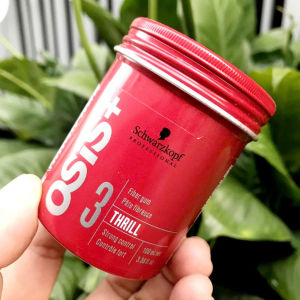 OSiS+
Schwarzkopf
PROFESSIONAL
3
Fiber gum
Pâte fibreuse
THRILL
Strong control
Contrôle fort
100 ml